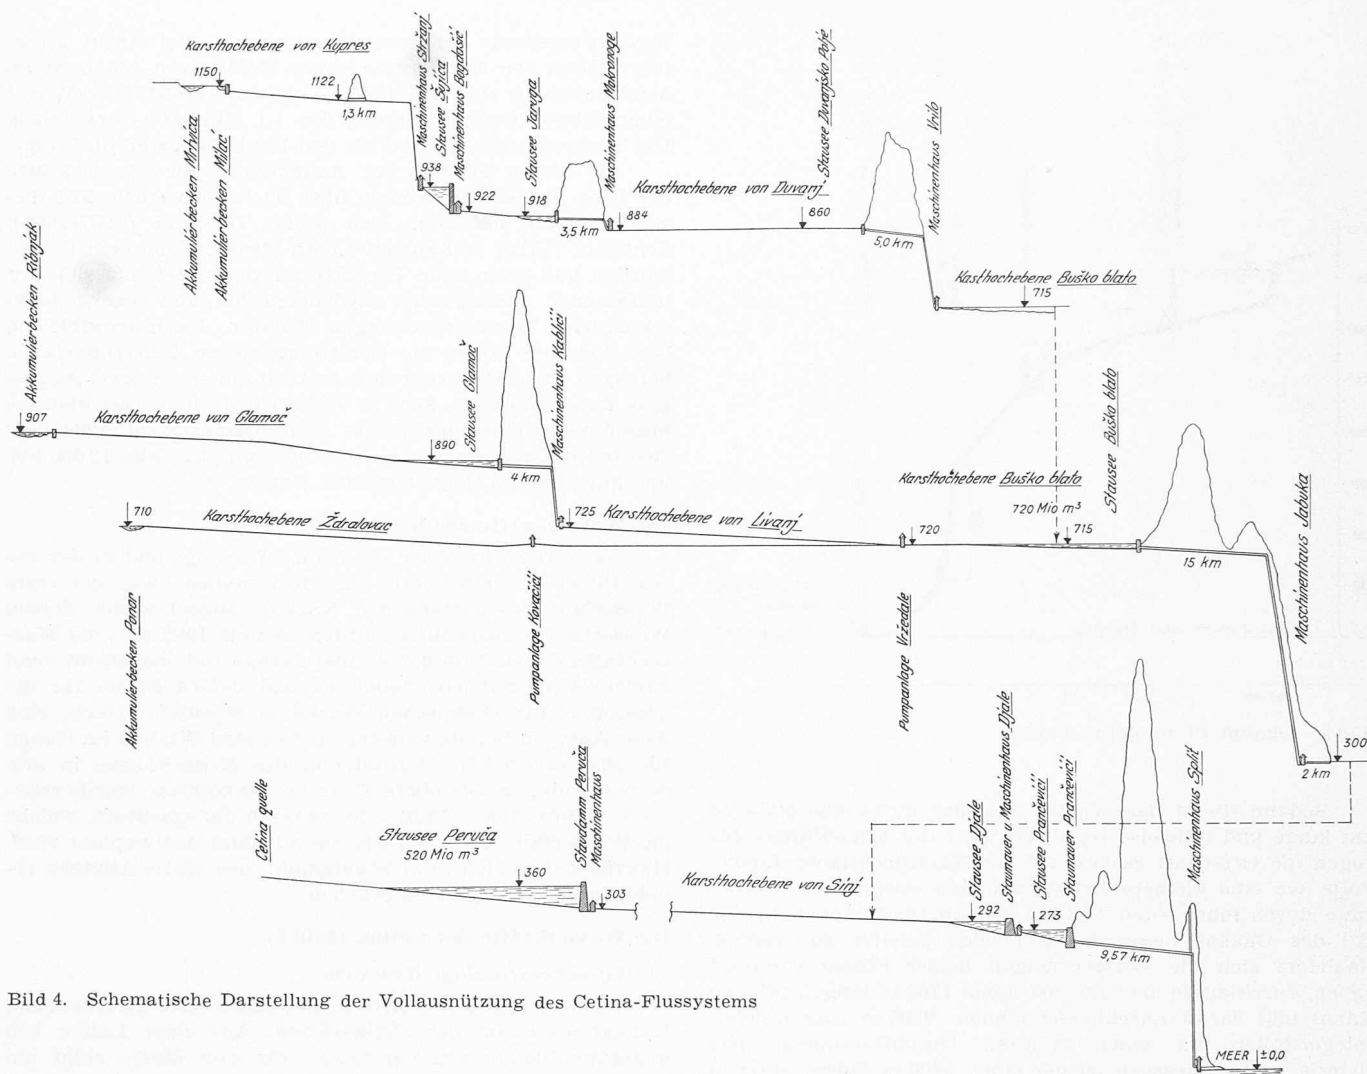 Karsthochebene von Kupres
1150
1122
1,3 km
Akkumulierbecken Mrtvica
Akkumulierbecken Milač
Maschinenhaus Stržanj
Stausee Šujica
Maschinenhaus Bogdašić
938
922
Stausee Jaruga
918
3,5 km
Maschinenhaus Mokronoge
884
Karsthochebene von Duvanj
Stausee Duvanjsko Polje
860
5,0 km
Maschinenhaus Vrilo
Kasthochebene Buško blato
715
Akkumulierbecken Ribnjak
907
Karsthochebene von Glamač
890
Stausee Glamač
4 km
Maschinenhaus Kablići
725
Karsthochebene von Livanj
710
Karsthochebene Ždralovac
Akkumulierbecken Ponor
Pumpanlage Kovačići
Karsthochebene Buško blato
720 Mio m³
720
715
Pumpanlage Vržedale
Stausee Buško blato
15 km
Maschinenhaus Jabuka
2 km
300
Cetina quelle
Stausee Peruča
520 Mio m³
360
Staudamm Peruča
Maschinenhaus
303
Karsthochebene von Sinj
Stausee Djale
292
Staumauer u. Maschinenhaus Djale
Stausee Prančevići
273
Staumauer Prančevići
9,57 km
Maschinenhaus Split
MEER ±0,0
Bild 4. Schematische Darstellung der Vollausnützung des Cetina-Flussystems